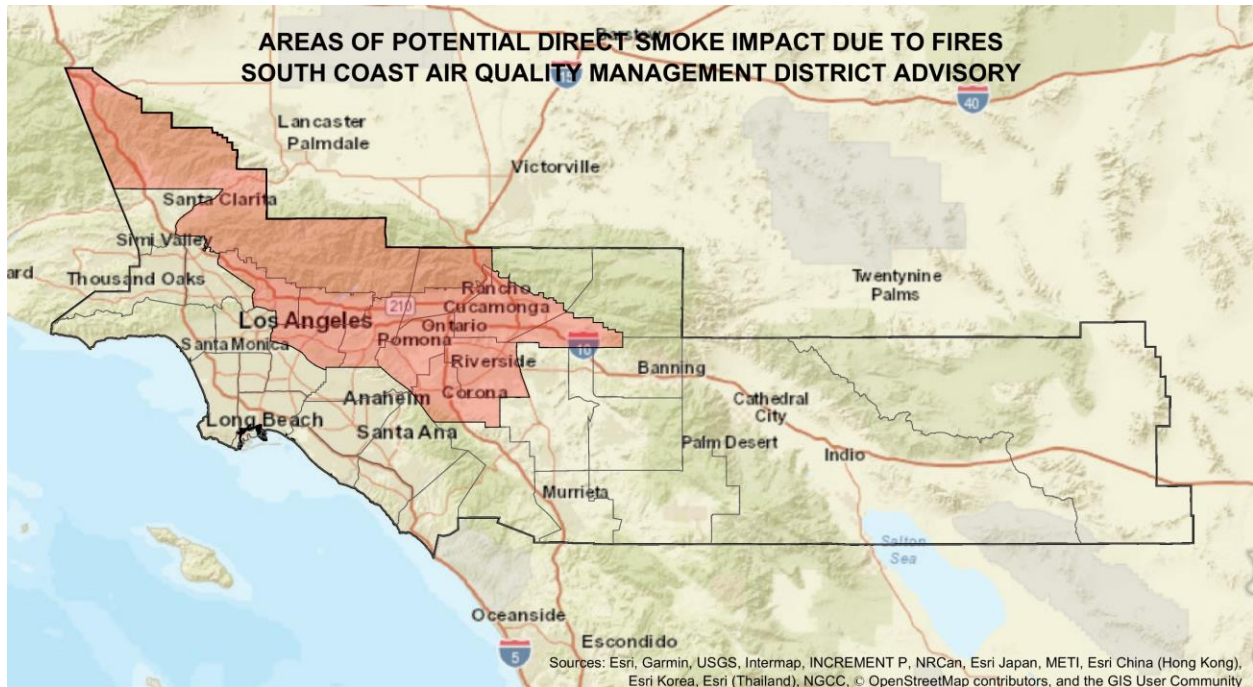 AREAS OF POTENTIAL DIRECT SMOKE IMPACT DUE TO FIRES
SOUTH COAST AIR QUALITY MANAGEMENT DISTRICT ADVISORY
Barstow
15
40
Lancaster
Palmdale
Victorville
Santa Clarita
Simi Valley
ard
Thousand Oaks
Twentynine
Palms
Rancho
Cucamonga
210
Los Angeles
Ontario
Santa Monica
Pomona
10
Riverside
Banning
Corona
Anaheim
Cathedral
City
Long Beach
Santa Ana
Palm Desert
Indio
Murrieta
Salton
Sea
Oceanside
Escondido
5
Sources: Esri, Garmin, USGS, Intermap, INCREMENT P, NRCan, Esri Japan, METI, Esri China (Hong Kong),
Esri Korea, Esri (Thailand), NGCC, © OpenStreetMap contributors, and the GIS User Community